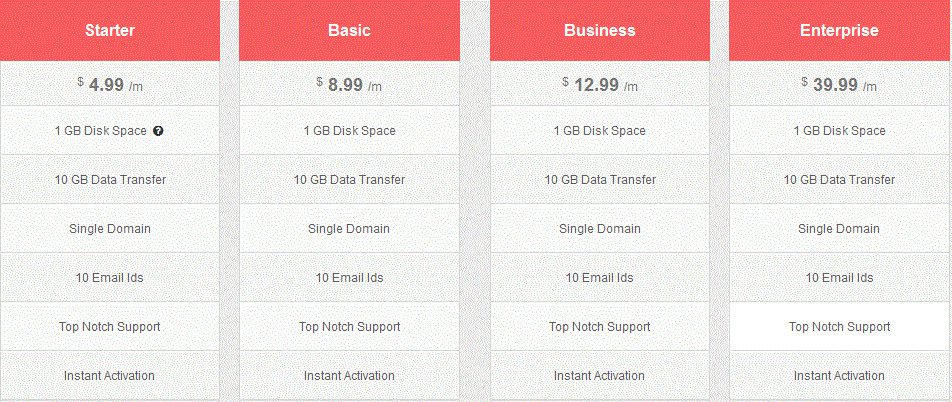 Starter
$ 4.99 /m
1 GB Disk Space ?
10 GB Data Transfer
Single Domain
10 Email Ids
Top Notch Support
Instant Activation
Basic
$ 8.99 /m
1 GB Disk Space
10 GB Data Transfer
Single Domain
10 Email Ids
Top Notch Support
Instant Activation
Business
$ 12.99 /m
1 GB Disk Space
10 GB Data Transfer
Single Domain
10 Email Ids
Top Notch Support
Instant Activation
Enterprise
$ 39.99 /m
1 GB Disk Space
10 GB Data Transfer
Single Domain
10 Email Ids
Top Notch Support
Instant Activation